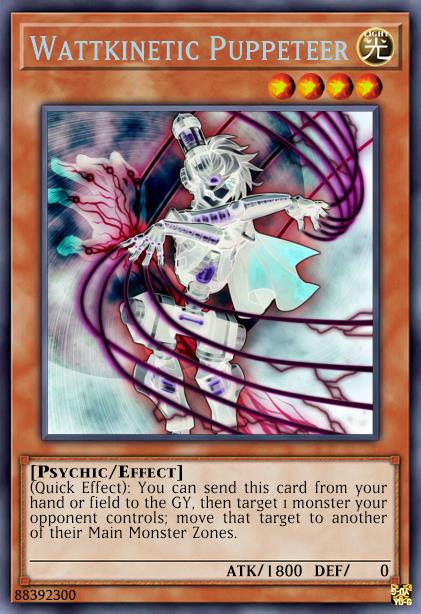 WATTKINETIC PUPPETEER
LIGHT
光
[PSYCHIC/EFFECT]
(Quick Effect): You can send this card from your
hand or field to the GY, then target 1 monster your
opponent controls; move that target to another
of their Main Monster Zones.
ATK/1800 DEF/ 0
88392300